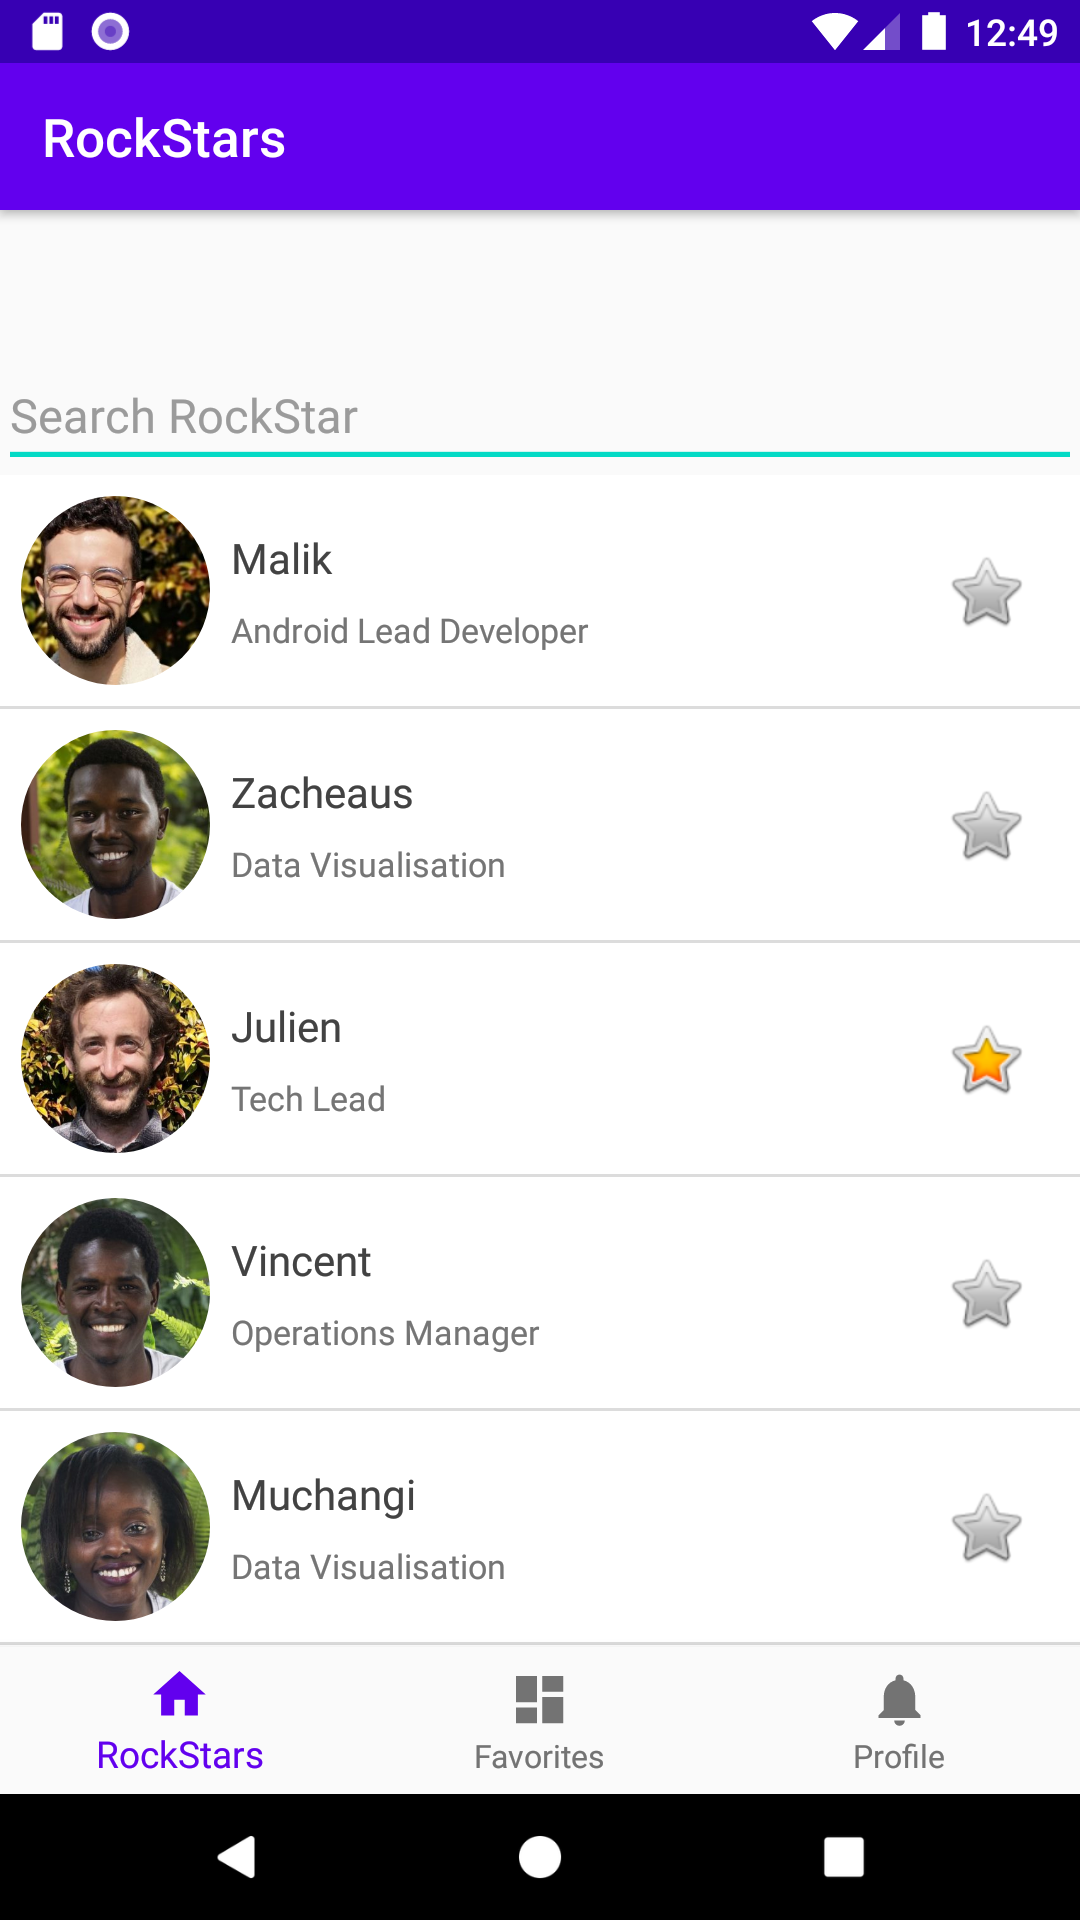 12:49
RockStars
Search RockStar
Malik
Android Lead Developer
Zacheaus
Data Visualisation
Julien
Tech Lead
Vincent
Operations Manager
Muchangi
Data Visualisation
RockStars
Favorites
Profile